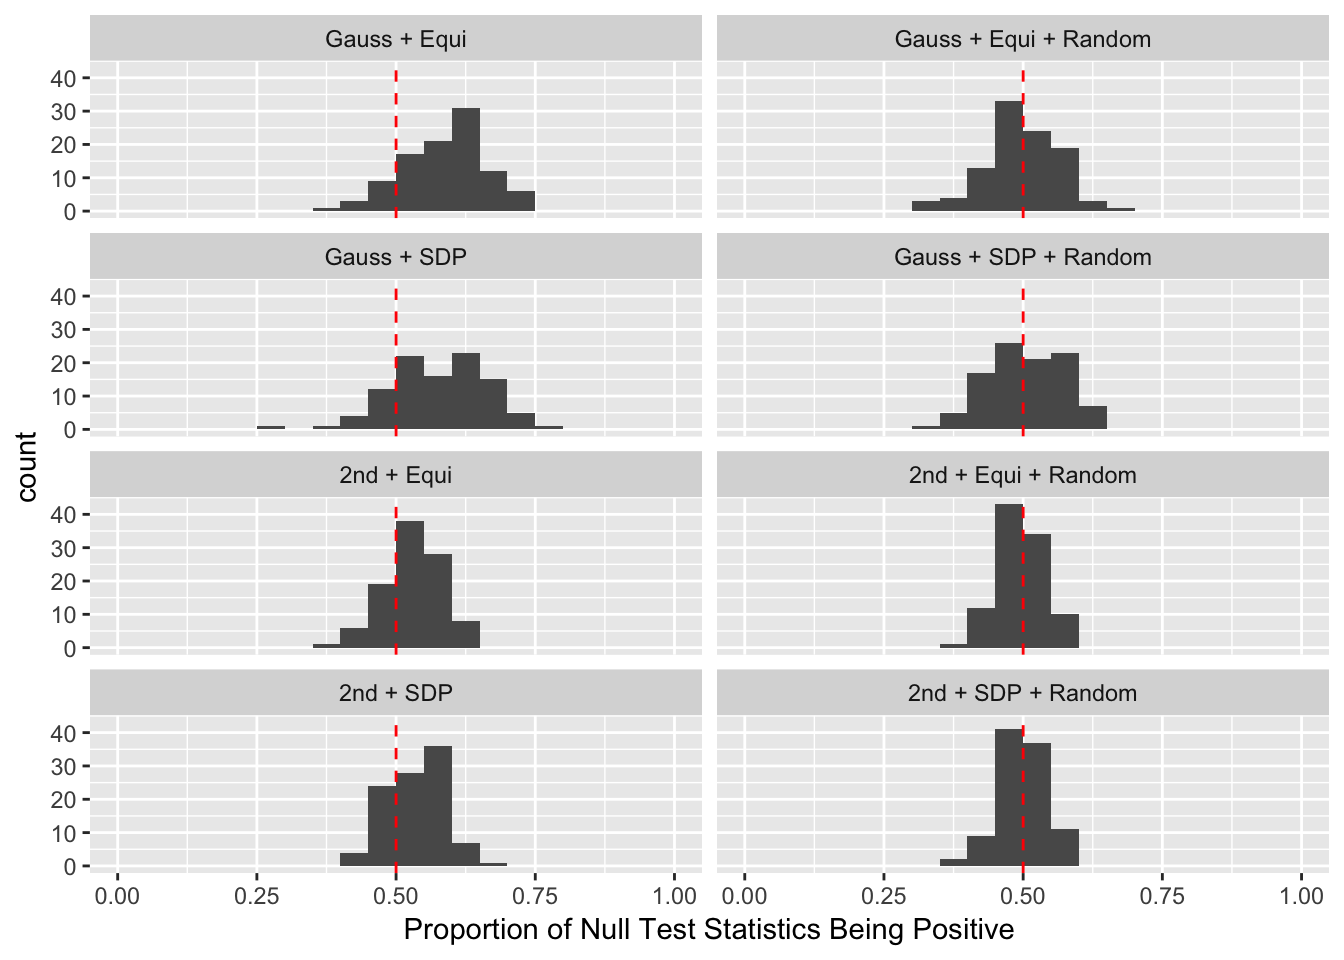 Gauss + Equi
Gauss + Equi + Random
40
30
20
10
0
Gauss + SDP
Gauss + SDP + Random
40
30
20
10
0
2nd + Equi
2nd + Equi + Random
40
30
20
10
0
2nd + SDP
2nd + SDP + Random
40
30
20
10
0
count
0.00 0.25 0.50 0.75 1.00 0.00 0.25 0.50 0.75 1.00
Proportion of Null Test Statistics Being Positive